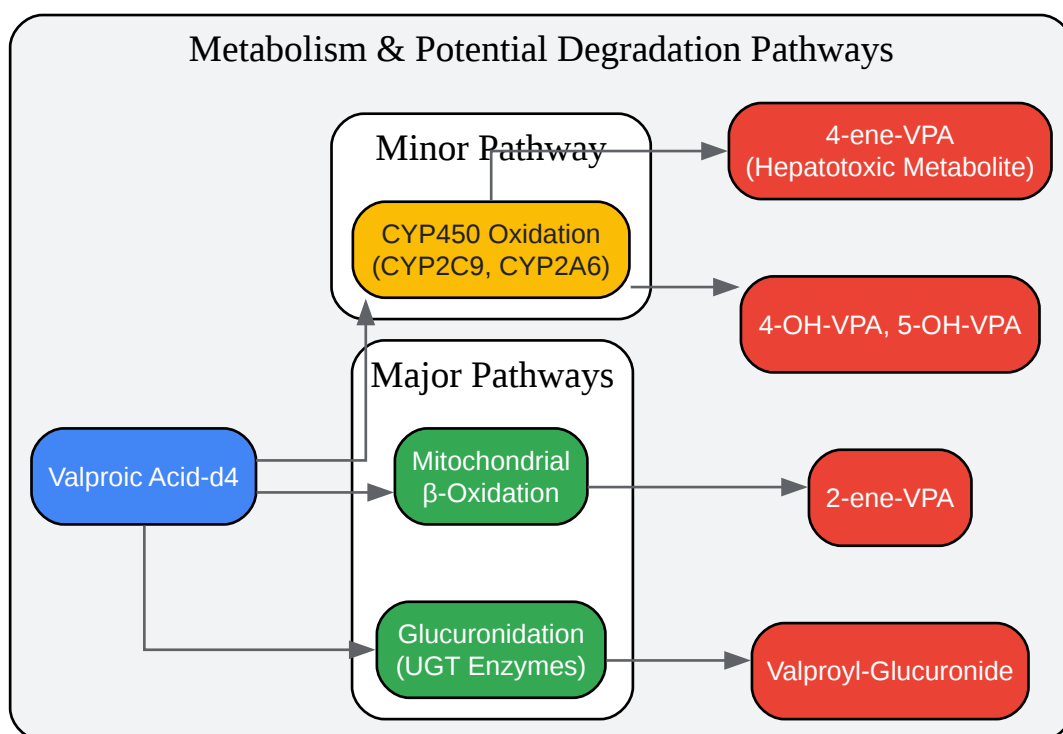 Metabolism & Potential Degradation Pathways
Minor Pathway
CYP450 Oxidation
(CYP2C9, CYP2A6)
4-ene-VPA
(Hepatotoxic Metabolite)
4-OH-VPA, 5-OH-VPA
Major Pathways
Valproic Acid-d4
Mitochondrial
β-Oxidation
2-ene-VPA
Glucuronidation
(UGT Enzymes)
Valproyl-Glucuronide